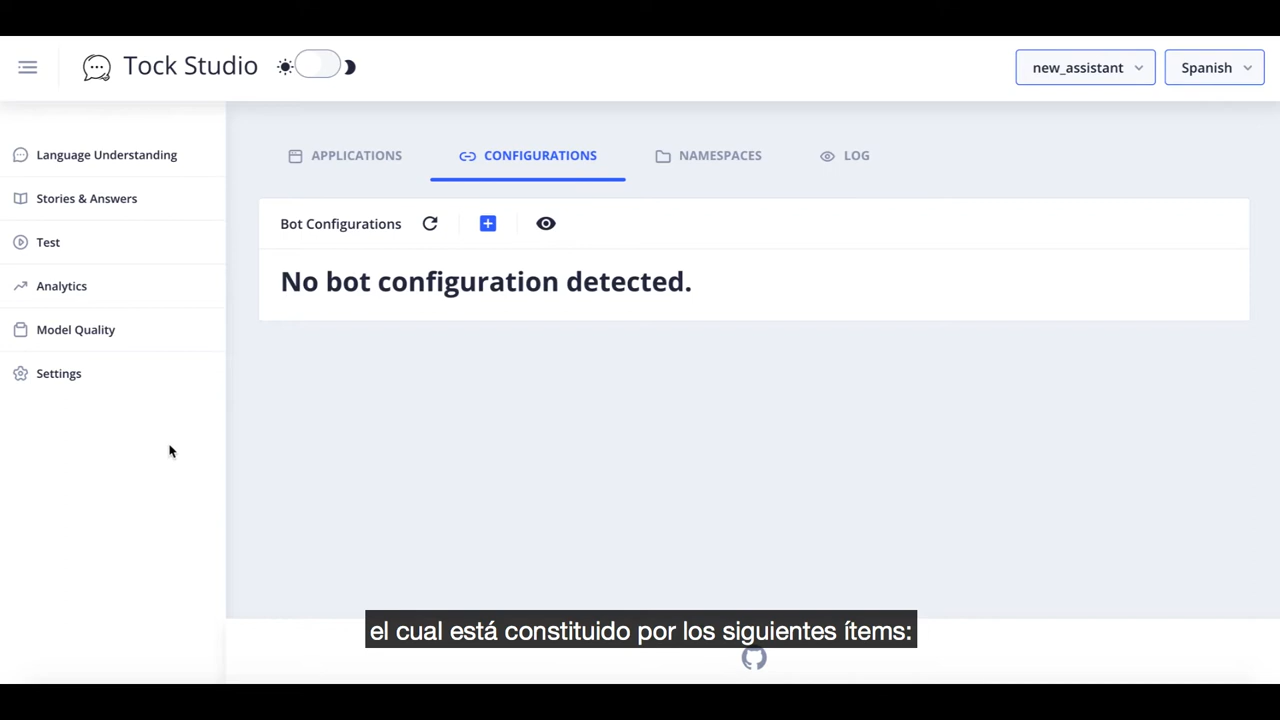 Tock Studio
new_assistant
Spanish
Language Understanding
Stories & Answers
Test
Analytics
Model Quality
Settings
APPLICATIONS
CONFIGURATIONS
NAMESPACES
LOG
Bot Configurations
No bot configuration detected.
el cual está constituido por los siguientes ítems: